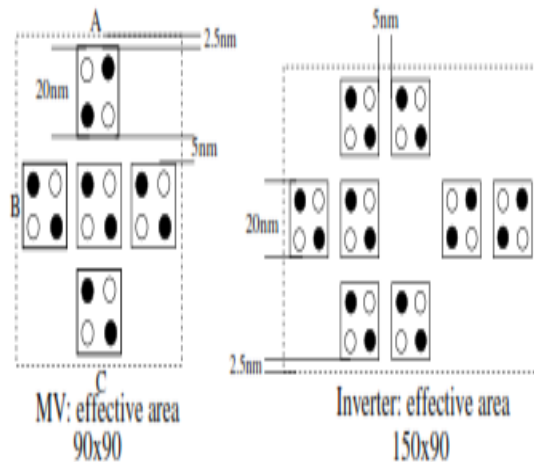 A
2.5nm
5nm
20nm
5nm
B
20nm
2.5nm
C
MV: effective area
90x90
Inverter: effective area
150x90